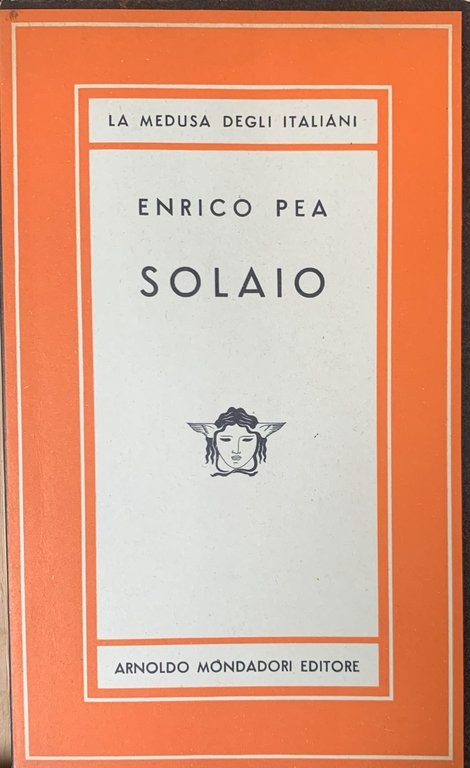 LA MEDUSA DEGLI ITALIANI
ENRICO PEA
SOLAIO
ARNOLDO MONDADORI EDITORE